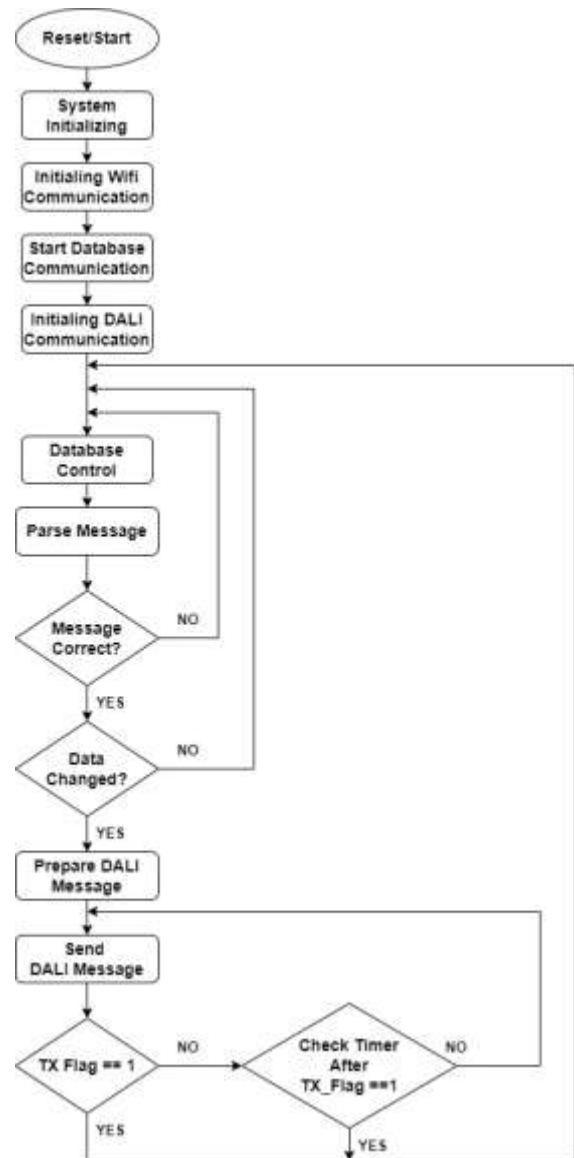 Reset/Start
System
Initializing
Initialing Wifi
Communication
Start Database
Communication
Initialing DALI
Communication
Database
Control
Parse Message
Message
Correct?
NO
YES
Data
Changed?
NO
YES
Prepare DALI
Message
Send
DALI Message
TX Flag == 1
NO
Check Timer
After
TX_Flag ==1
NO
YES
YES